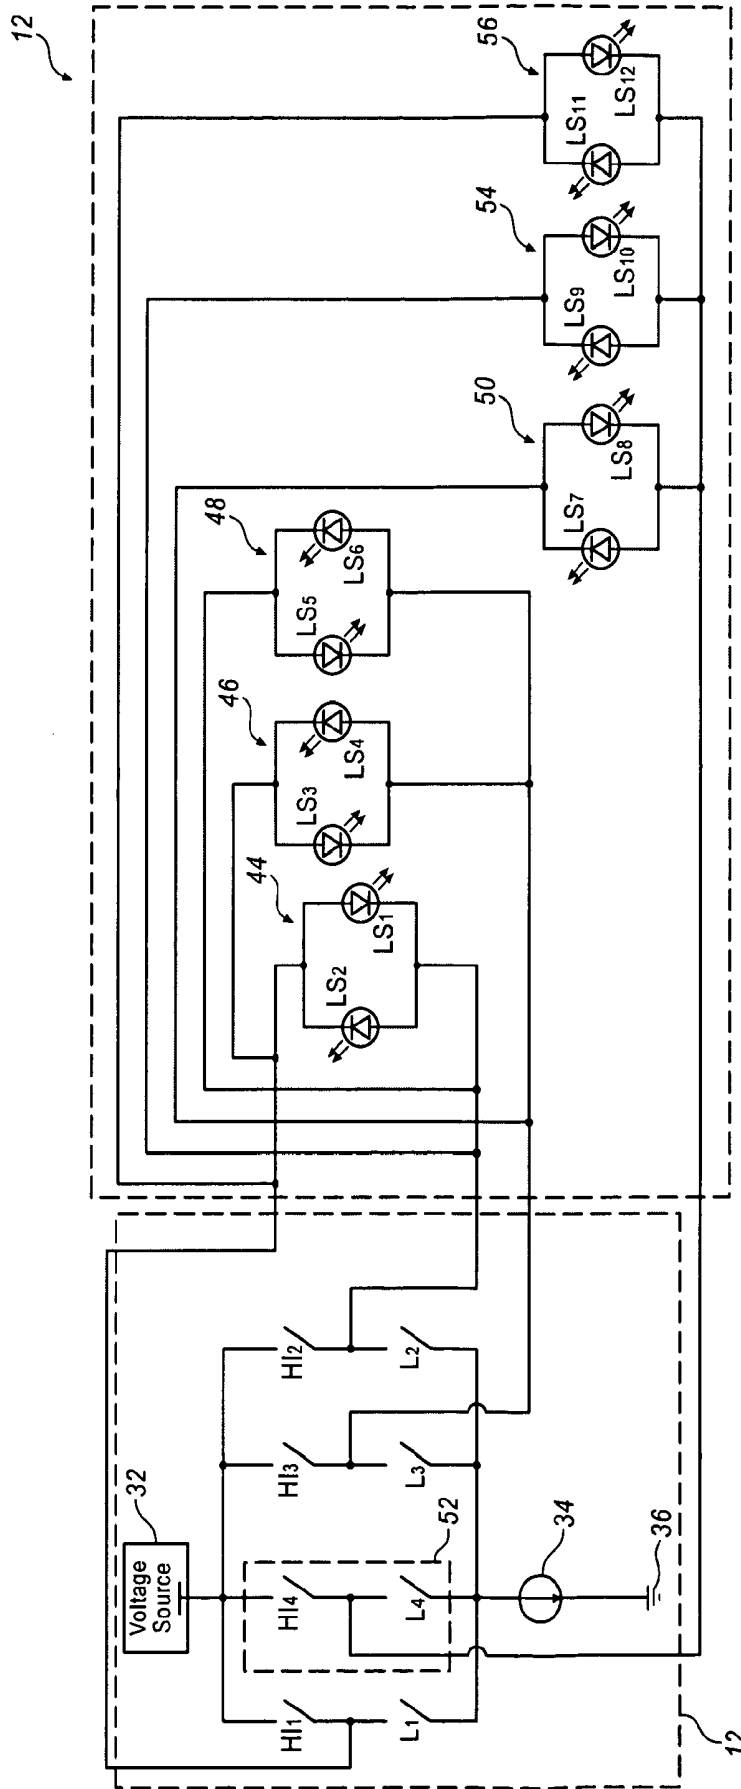 12
56
LS11
LS12
54
LS9
LS10
50
LS7
LS8
48
LS5
LS6
46
LS3
LS4
44
LS2
LS1
32
Voltage
Source
HI1
HI4
HI3
HI2
52
L1
L4
L3
L2
34
36
12